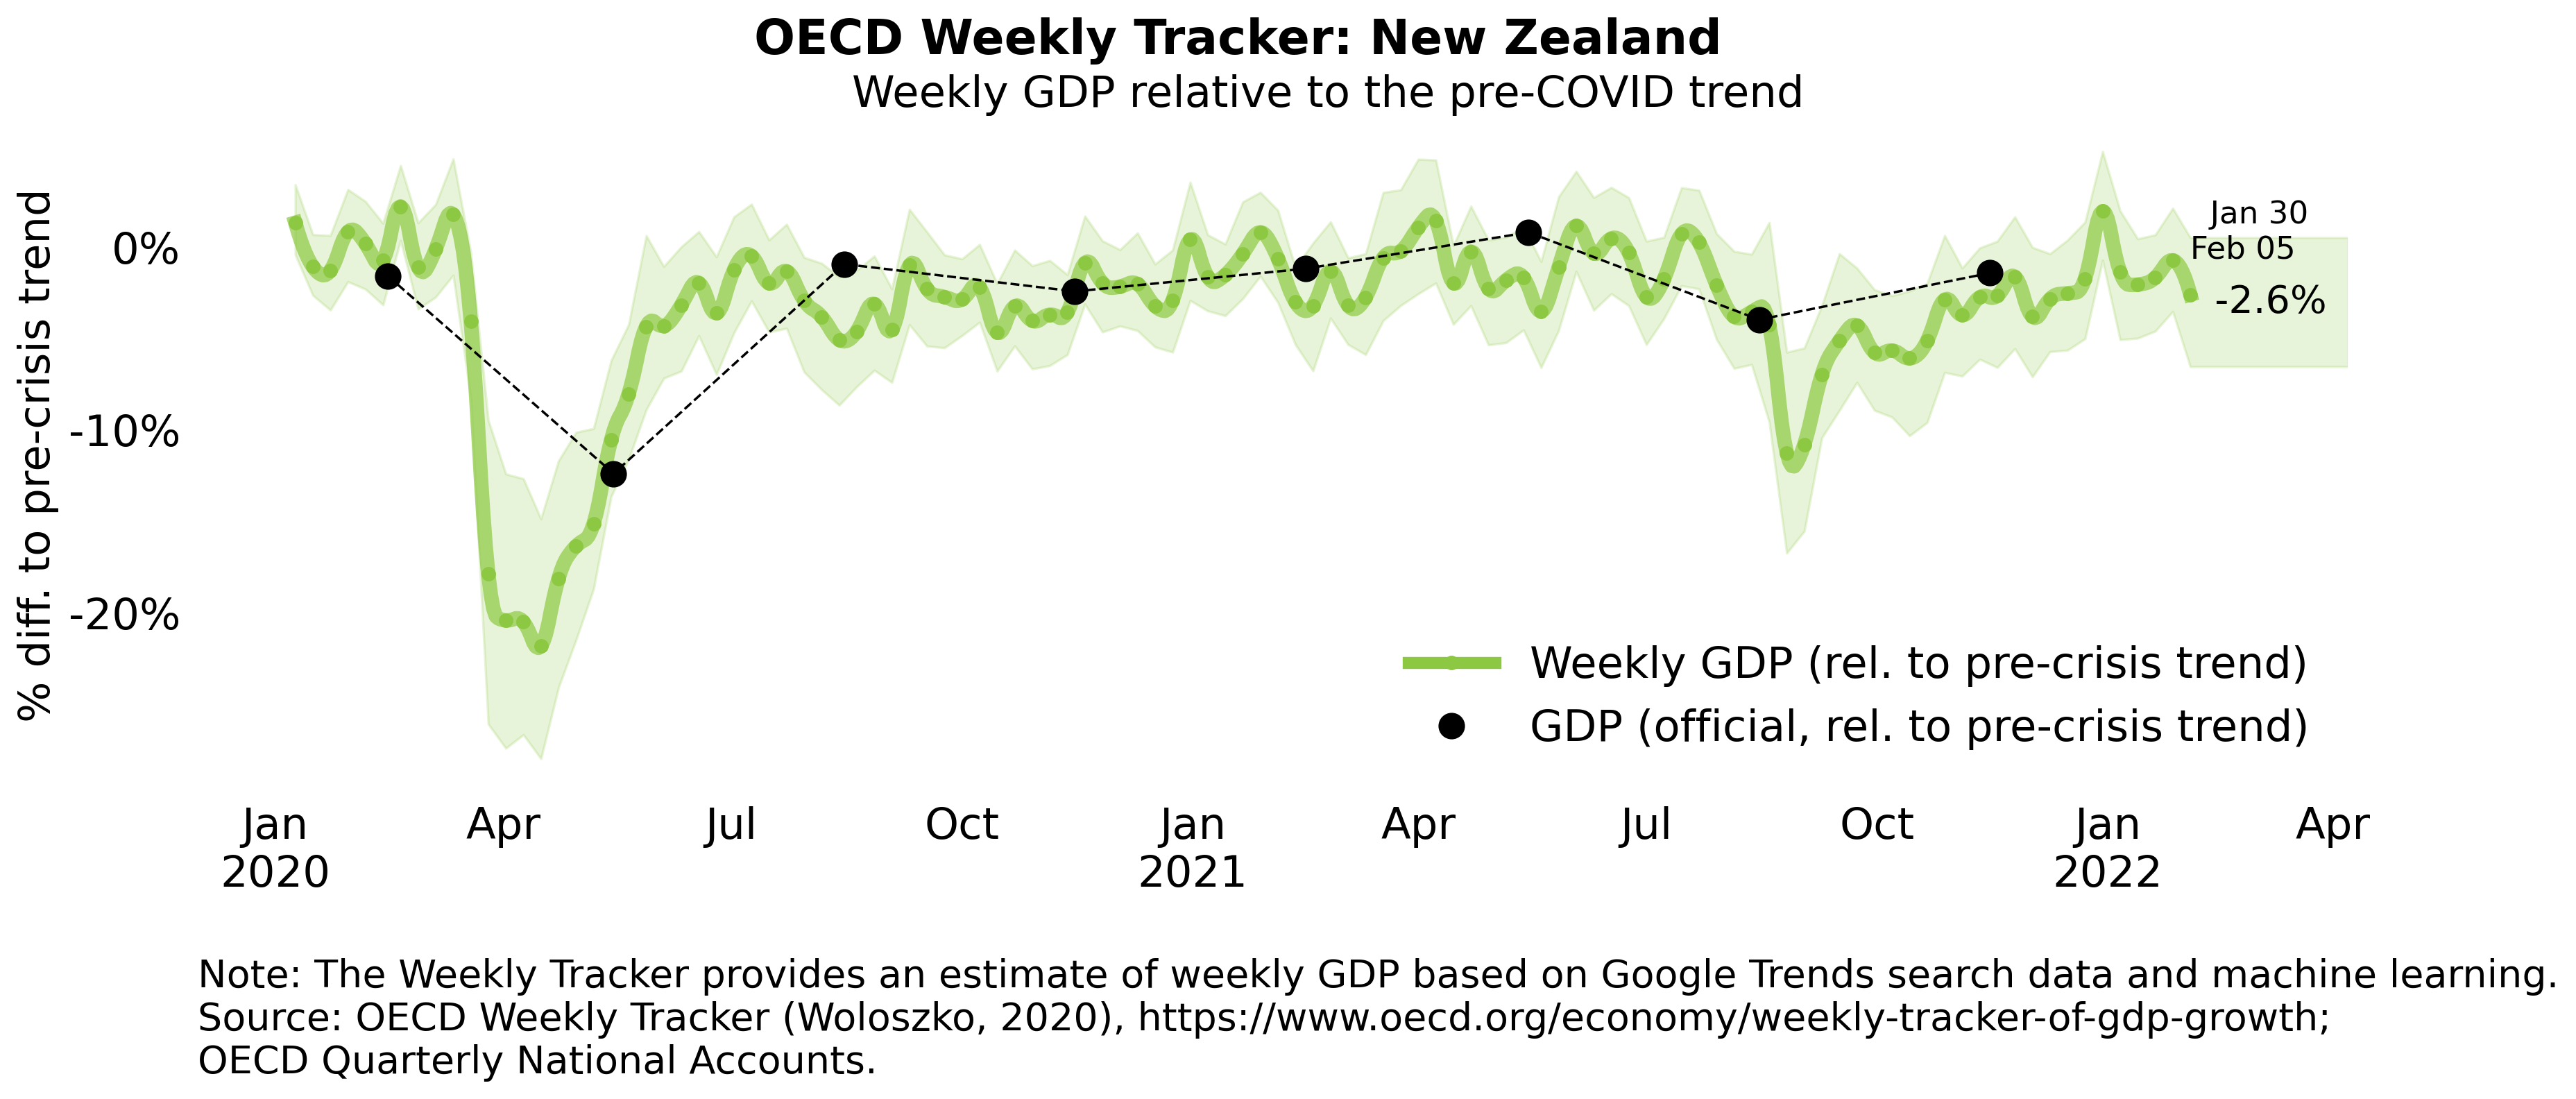 OECD Weekly Tracker: New Zealand
Weekly GDP relative to the pre-COVID trend
% diff. to pre-crisis trend
0%
-10%
-20%
Jan 30
Feb 05
-2.6%
Weekly GDP (rel. to pre-crisis trend)
GDP (official, rel. to pre-crisis trend)
Jan Apr Jul Oct Jan Apr Jul Oct Jan Apr
2020 2021 2022
Note: The Weekly Tracker provides an estimate of weekly GDP based on Google Trends search data and machine learning.
Source: OECD Weekly Tracker (Woloszko, 2020), https://www.oecd.org/economy/weekly-tracker-of-gdp-growth;
OECD Quarterly National Accounts.